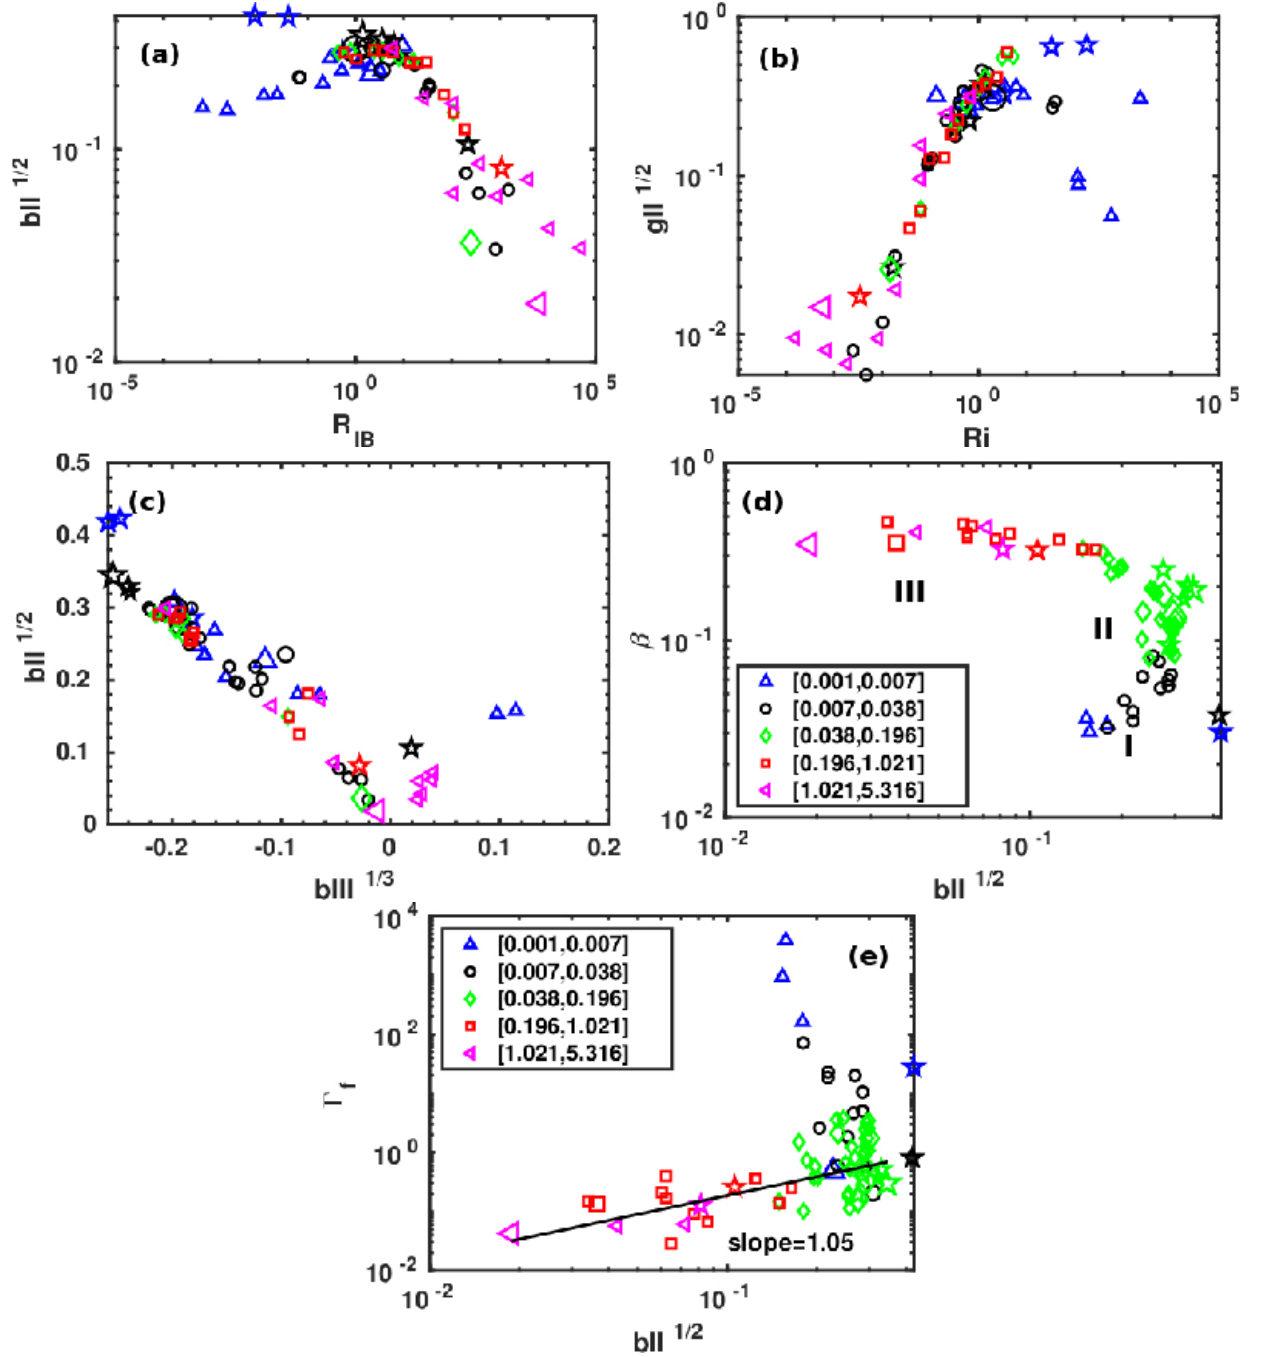 (a)
bII 1/2
10 -1
10 -2
10 -5
10 0
10 5
R IB
(b)
gII 1/2
10 0
10 -1
10 -2
10 -5
10 0
10 5
Ri
(c)
bII 1/2
0.5
0.4
0.3
0.2
0.1
0
-0.2
-0.1
0
0.1
0.2
bIII 1/3
(d)
β
10 0
10 -1
10 -2
III
II
I
[0.001,0.007]
[0.007,0.038]
[0.038,0.196]
[0.196,1.021]
[1.021,5.316]
10 -2
10 -1
bII 1/2
(e)
Γ f
10 4
10 2
10 0
10 -2
[0.001,0.007]
[0.007,0.038]
[0.038,0.196]
[0.196,1.021]
[1.021,5.316]
slope=1.05
10 -2
10 -1
bII 1/2